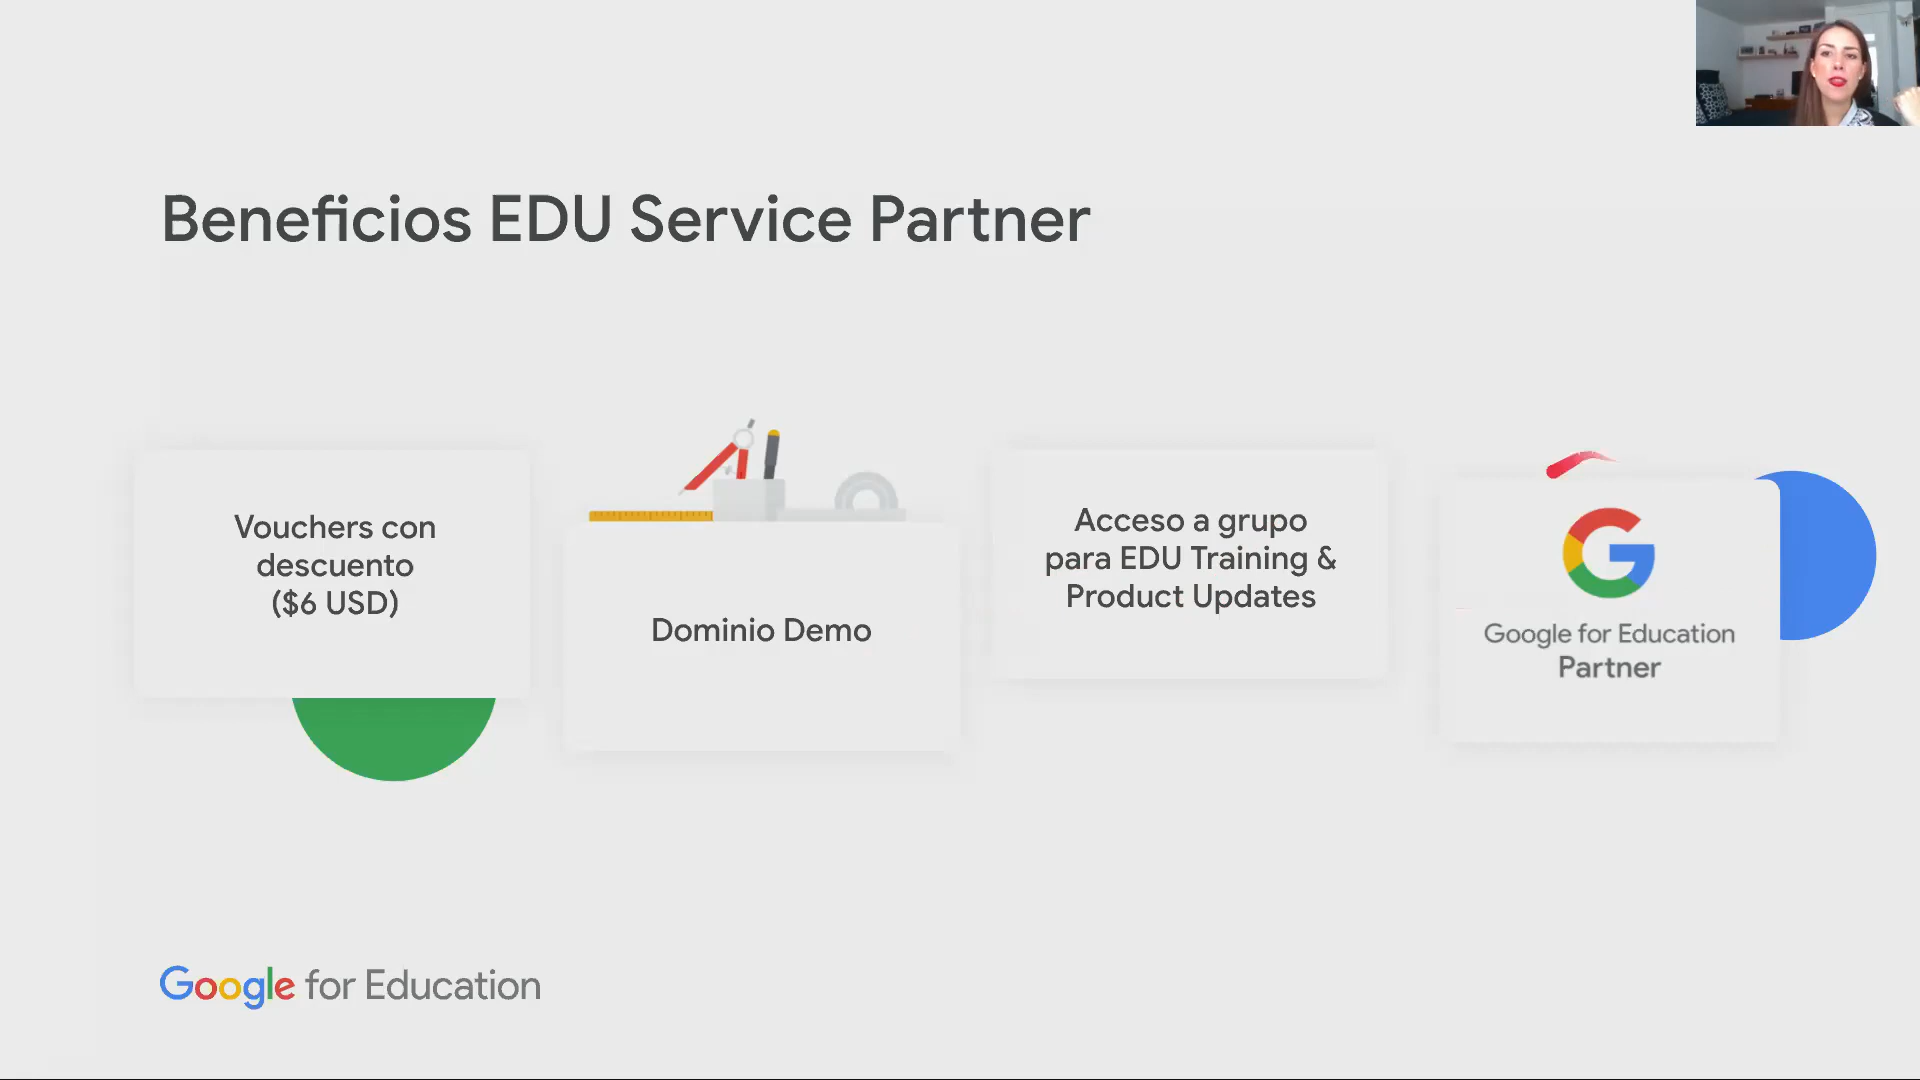 Beneficios EDU Service Partner
Vouchers con
descuento
($6 USD)
Dominio Demo
Acceso a grupo
para EDU Training &
Product Updates
G
Google for Education
Partner
Google for Education